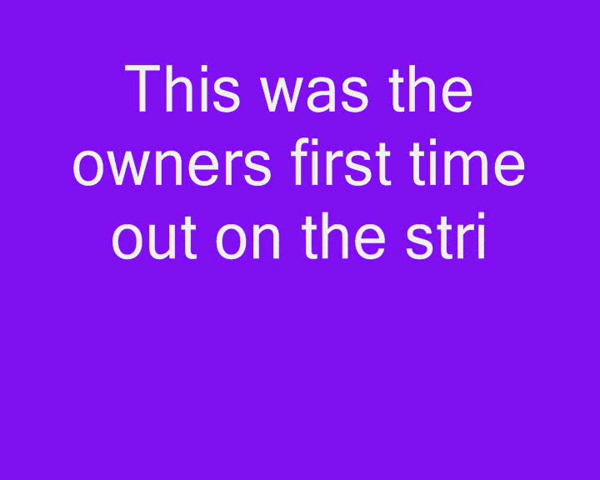 This was the
owners first time
out on the stri